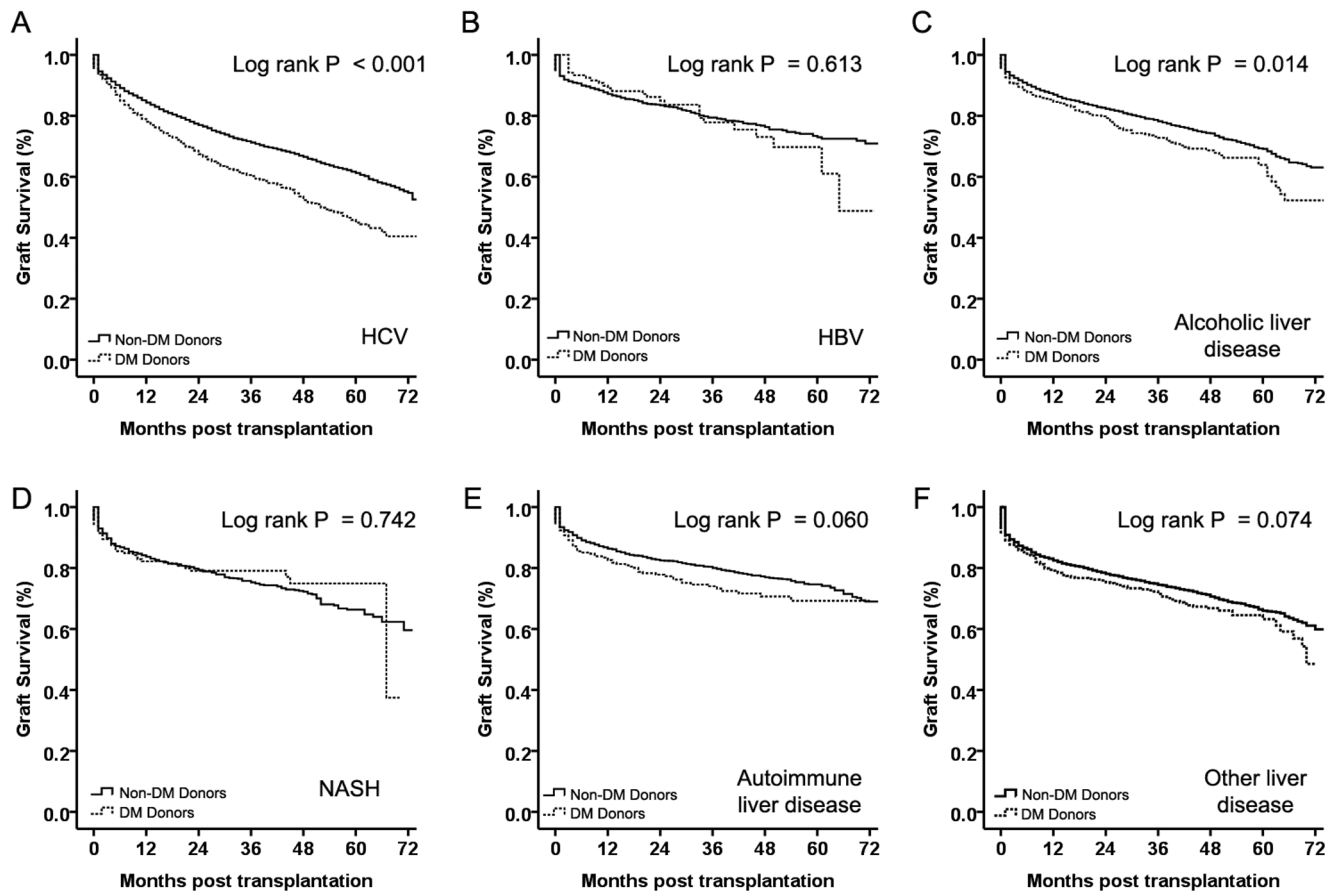 A
Log rank P < 0.001
1.0
0.8
0.6
0.4
0.2
0.0
Graft Survival (%)
Non-DM Donors
DM Donors
HCV
0 12 24 36 48 60 72
Months post transplantation
B
Log rank P = 0.613
1.0
0.8
0.6
0.4
0.2
0.0
Graft Survival (%)
Non-DM Donors
DM Donors
HBV
0 12 24 36 48 60 72
Months post transplantation
C
Log rank P = 0.014
1.0
0.8
0.6
0.4
0.2
0.0
Graft Survival (%)
Non-DM Donors
DM Donors
Alcoholic liver
disease
0 12 24 36 48 60 72
Months post transplantation
D
Log rank P = 0.742
1.0
0.8
0.6
0.4
0.2
0.0
Graft Survival (%)
Non-DM Donors
DM Donors
NASH
0 12 24 36 48 60 72
Months post transplantation
E
Log rank P = 0.060
1.0
0.8
0.6
0.4
0.2
0.0
Graft Survival (%)
Non-DM Donors
DM Donors
Autoimmune
liver disease
0 12 24 36 48 60 72
Months post transplantation
F
Log rank P = 0.074
1.0
0.8
0.6
0.4
0.2
0.0
Graft Survival (%)
Non-DM Donors
DM Donors
Other liver
disease
0 12 24 36 48 60 72
Months post transplantation